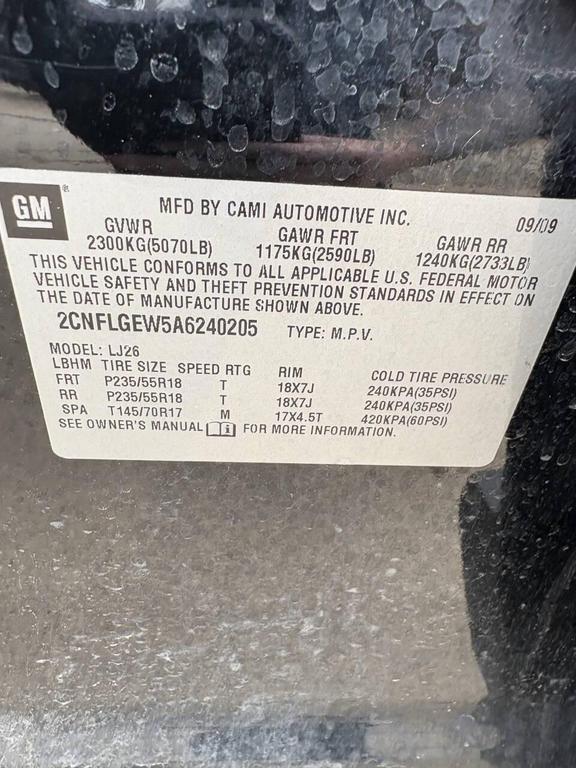 GM®
MFD BY CAMI AUTOMOTIVE INC. 09/09
GVWR GAWR FRT GAWR RR
2300KG(5070LB) 1175KG(2590LB) 1240KG(2733LB)
THIS VEHICLE CONFORMS TO ALL APPLICABLE U.S. FEDERAL MOTOR
VEHICLE SAFETY AND THEFT PREVENTION STANDARDS IN EFFECT ON
THE DATE OF MANUFACTURE SHOWN ABOVE.
2CNFLGEW5A6240205 TYPE: M.P.V.
MODEL: LJ26
LBHM TIRE SIZE SPEED RTG RIM COLD TIRE PRESSURE
FRT P235/55R18 T 18X7J 240KPA(35PSI)
RR P235/55R18 T 18X7J 240KPA(35PSI)
SPA T145/70R17 M 17X4.5T 420KPA(60PSI)
SEE OWNER'S MANUAL i FOR MORE INFORMATION.